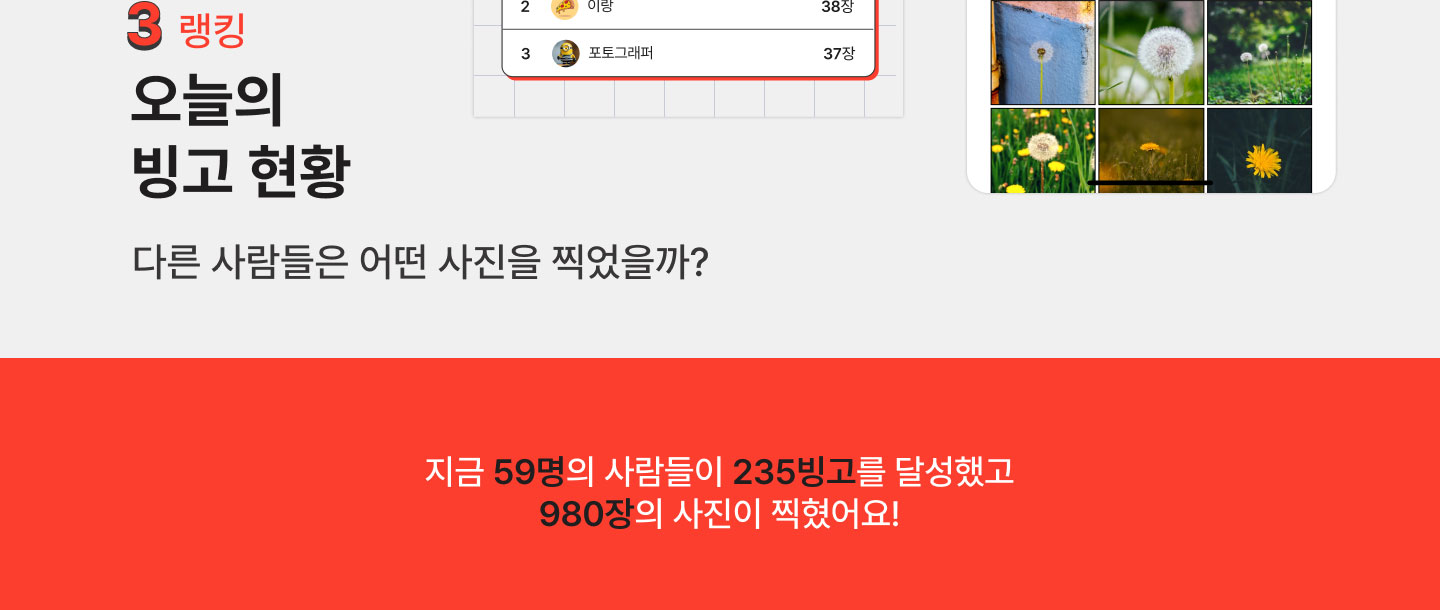 3 랭킹
오늘의
빙고 현황
다른 사람들은 어떤 사진을 찍었을까?
2 이랑 38장
3 포토그래퍼 37장
지금 59명의 사람들이 235빙고를 달성했고
980장의 사진이 찍혔어요!